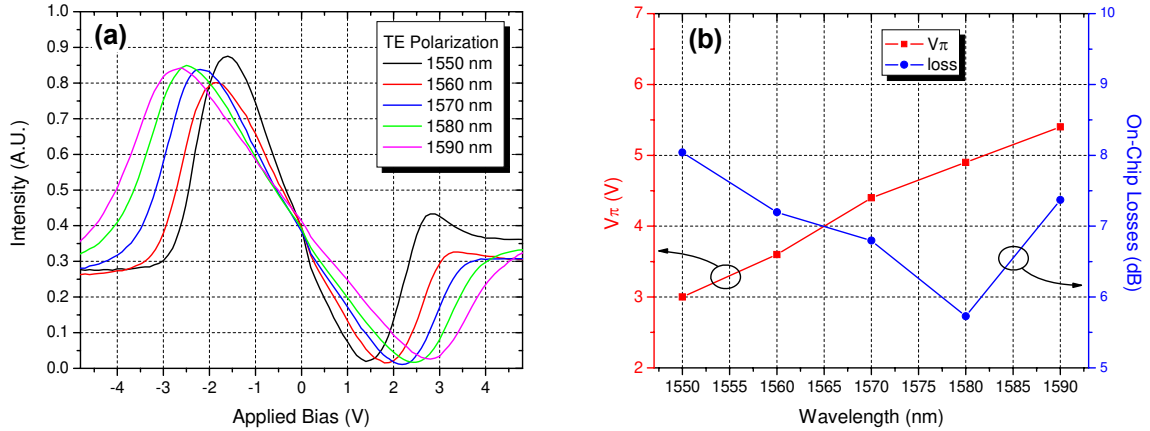 (a)
TE Polarization
1550 nm
1560 nm
1570 nm
1580 nm
1590 nm
1.0
0.9
0.8
0.7
0.6
0.5
0.4
0.3
0.2
0.1
0.0
Intensity (A.U.)
-4 -3 -2 -1 0 1 2 3 4
Applied Bias (V)
(b)
Vπ
loss
7
6
5
4
3
2
Vπ (V)
10
9
8
7
6
5
On-Chip Losses (dB)
1550 1555 1560 1565 1570 1575 1580 1585 1590
Wavelength (nm)